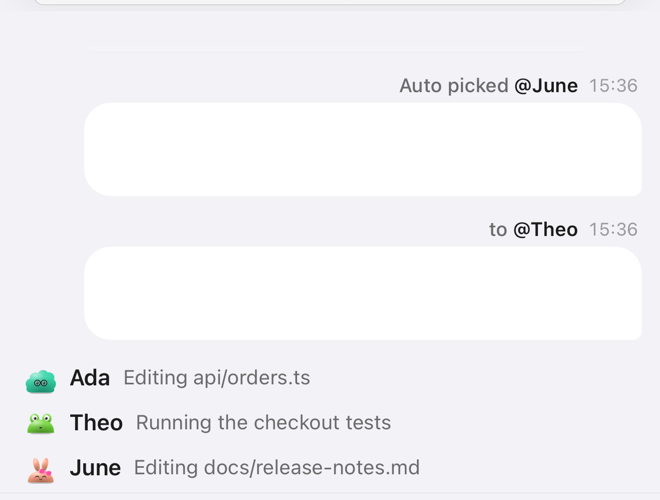 Auto picked @June 15:36
to @Theo 15:36
Ada Editing api/orders.ts
Theo Running the checkout tests
June Editing docs/release-notes.md